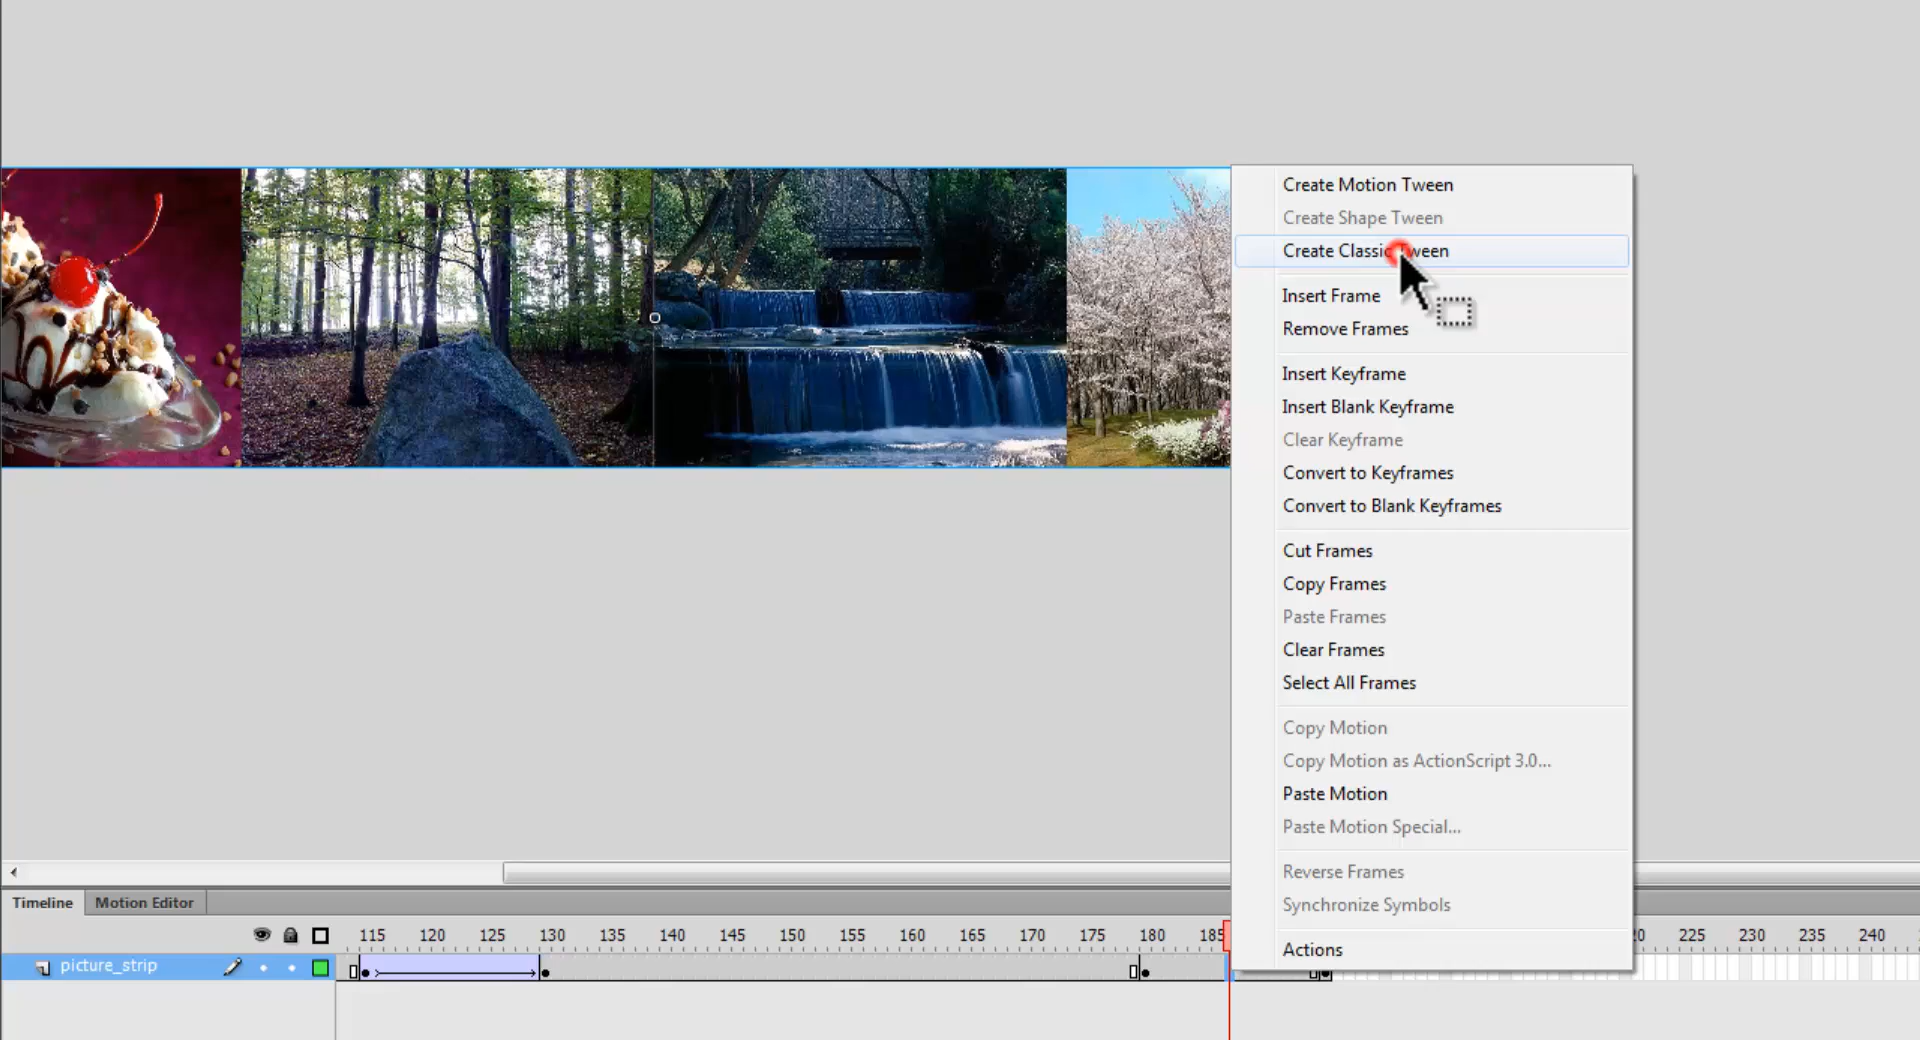 Create Motion Tween
Create Shape Tween
Create Classic Tween
Insert Frame
Remove Frames
Insert Keyframe
Insert Blank Keyframe
Clear Keyframe
Convert to Keyframes
Convert to Blank Keyframes
Cut Frames
Copy Frames
Paste Frames
Clear Frames
Select All Frames
Copy Motion
Copy Motion as ActionScript 3.0...
Paste Motion
Paste Motion Special...
Reverse Frames
Synchronize Symbols
Actions
Timeline Motion Editor
115 120 125 130 135 140 145 150 155 160 165 170 175 180 185 225 230 235 240
picture_strip